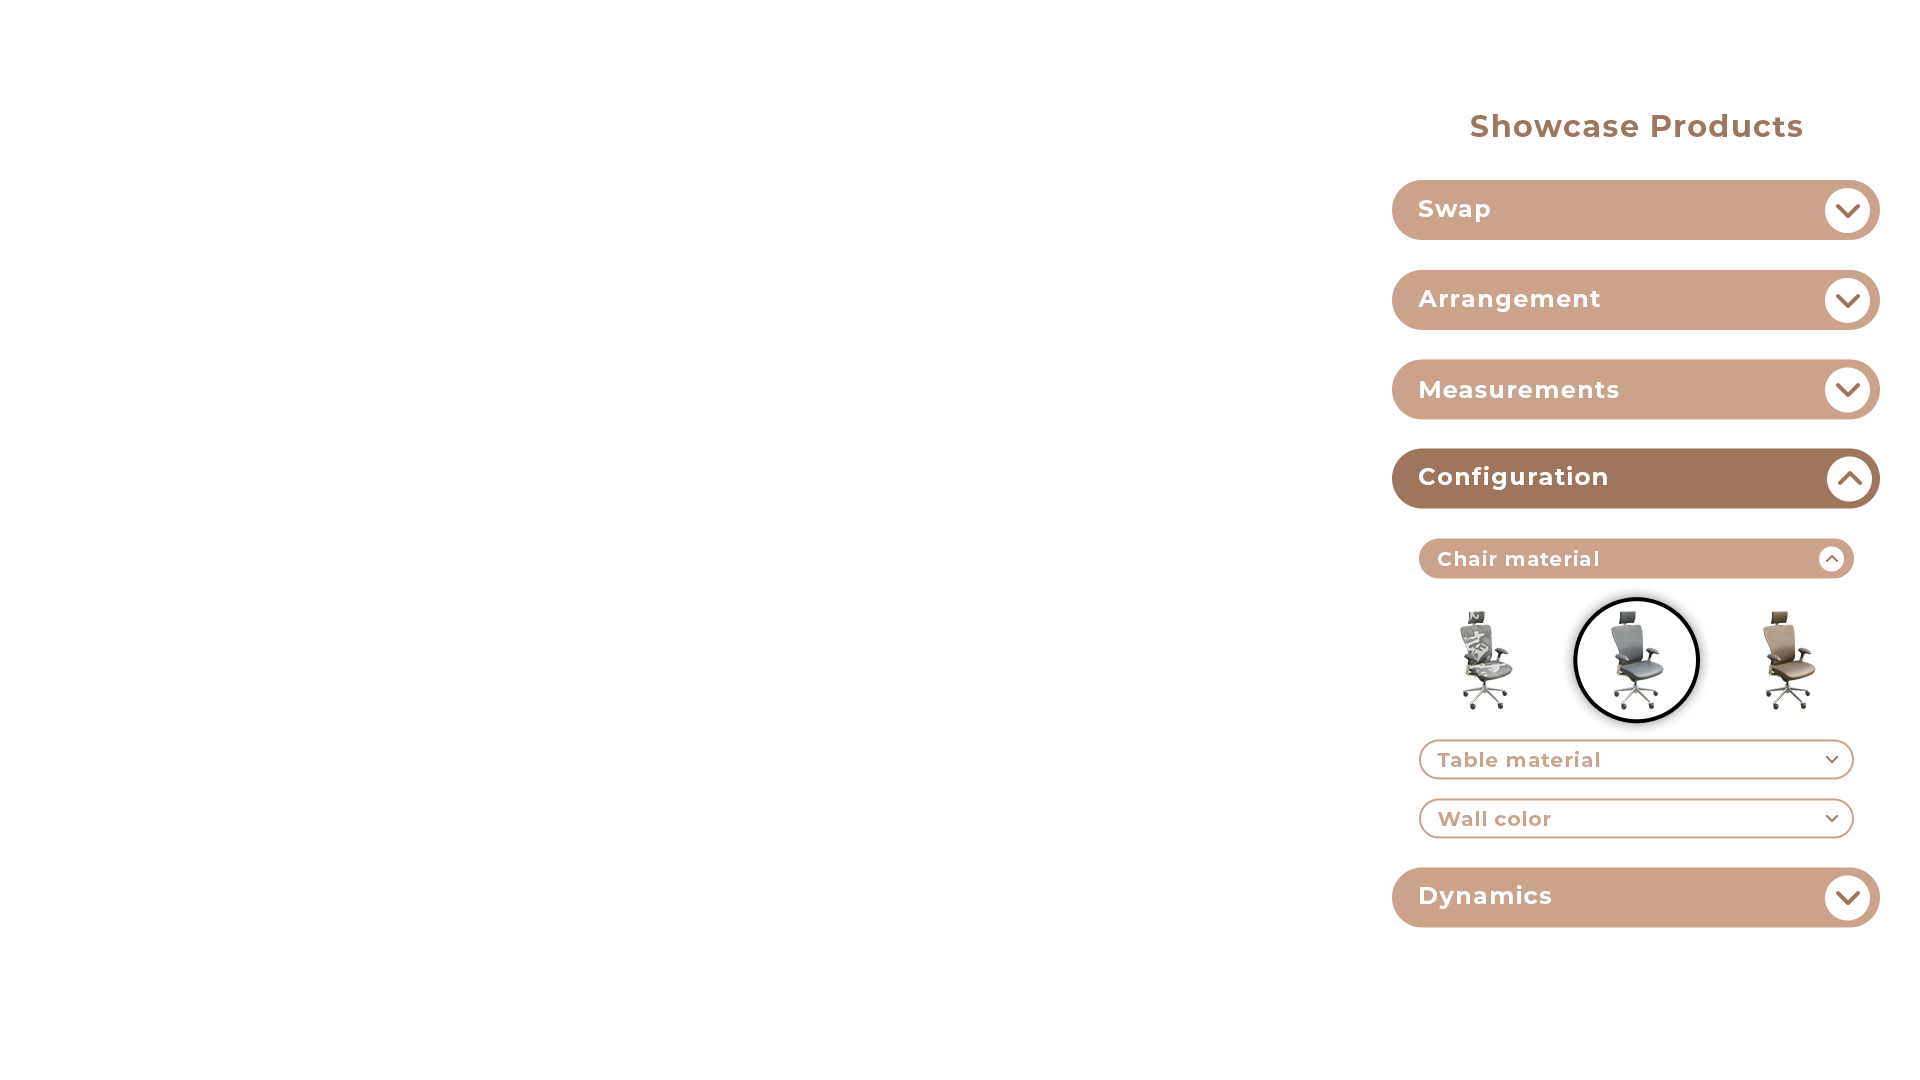 Showcase Products
Swap
Arrangement
Measurements
Configuration
Chair material
Table material
Wall color
Dynamics